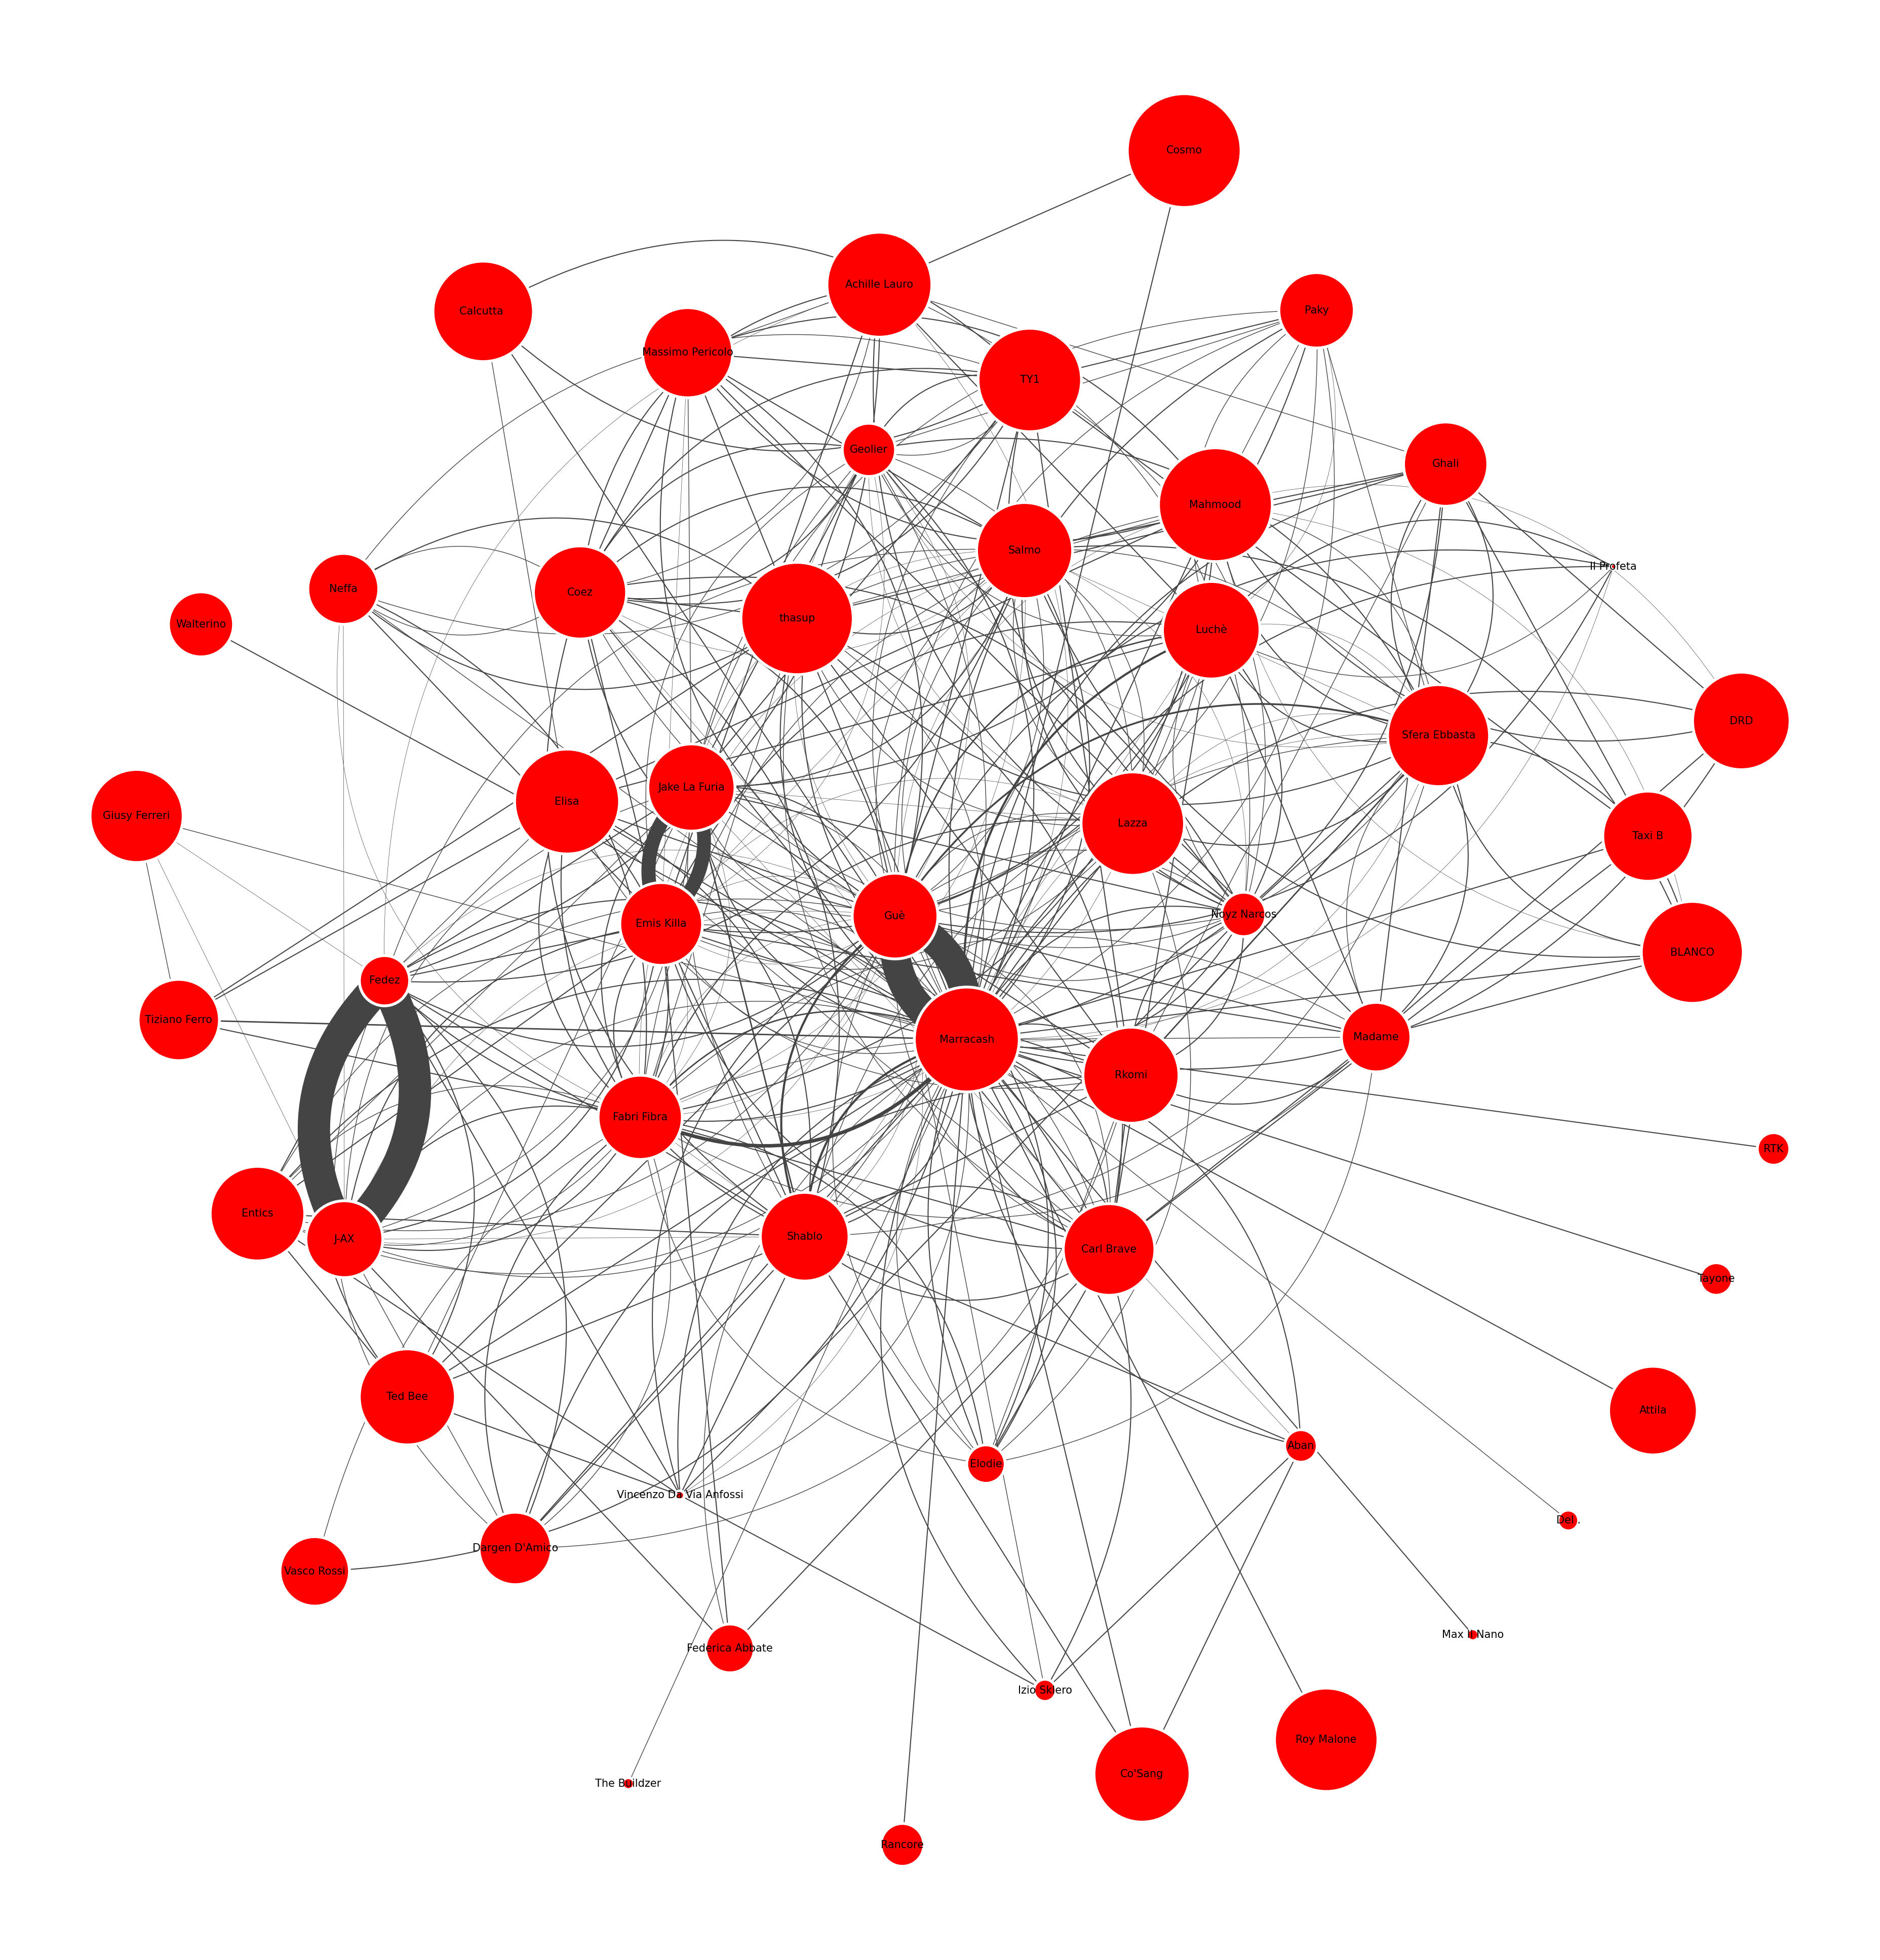 Cosmo
Achille Lauro
Calcutta
Paky
Massimo Pericolo
TY1
Geolier
Ghali
Mahmood
Salmo
Il Profeta
Neffa
Coez
thasup
Walterino
Luchè
DRD
Sfera Ebbasta
Jake La Furia
Elisa
Giusy Ferreri
Lazza
Taxi B
Guè
Noyz Narcos
Emis Killa
BLANCO
Fedez
Tiziano Ferro
Madame
Marracash
Rkomi
Fabri Fibra
RTK
Entics
Shablo
J-AX
Carl Brave
Tayone
Ted Bee
Attila
Aban
Elodie
Vincenzo Da Via Anfossi
Del.
Dargen D'Amico
Vasco Rossi
Max Il Nano
Federica Abbate
Izio Sklero
Roy Malone
Co'Sang
The Buildzer
Rancore